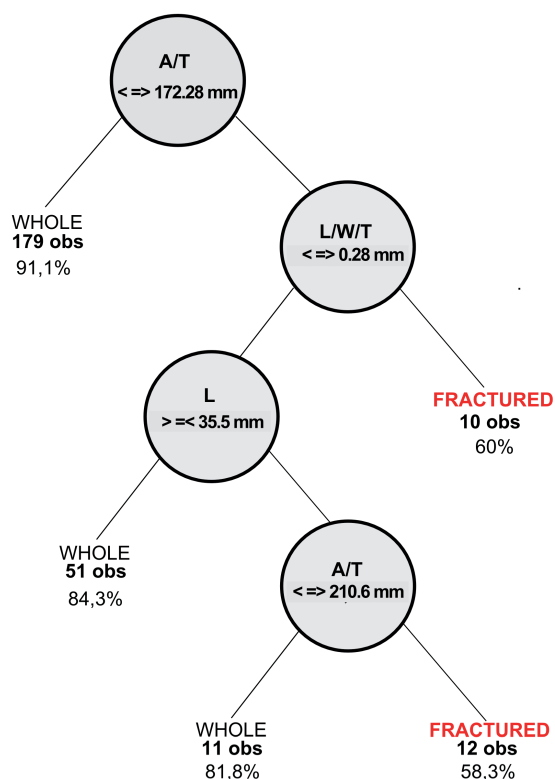 A/T
< => 172.28 mm
WHOLE
179 obs
91,1%
L/W/T
< => 0.28 mm
FRACTURED
10 obs
60%
L
> =< 35.5 mm
WHOLE
51 obs
84,3%
A/T
< => 210.6 mm
WHOLE
11 obs
81,8%
FRACTURED
12 obs
58.3%